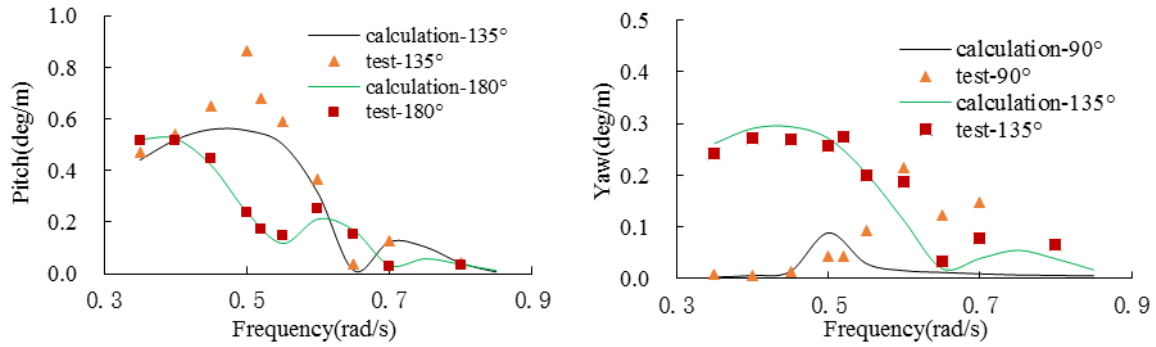 1.0
0.8
0.6
0.4
0.2
0.0
Pitch(deg/m)
calculation-135°
test-135°
calculation-180°
test-180°
0.3
0.5
0.7
0.9
Frequency(rad/s)
0.5
0.4
0.3
0.2
0.1
0.0
Yaw(deg/m)
calculation-90°
test-90°
calculation-135°
test-135°
0.3
0.5
0.7
0.9
Frequency(rad/s)